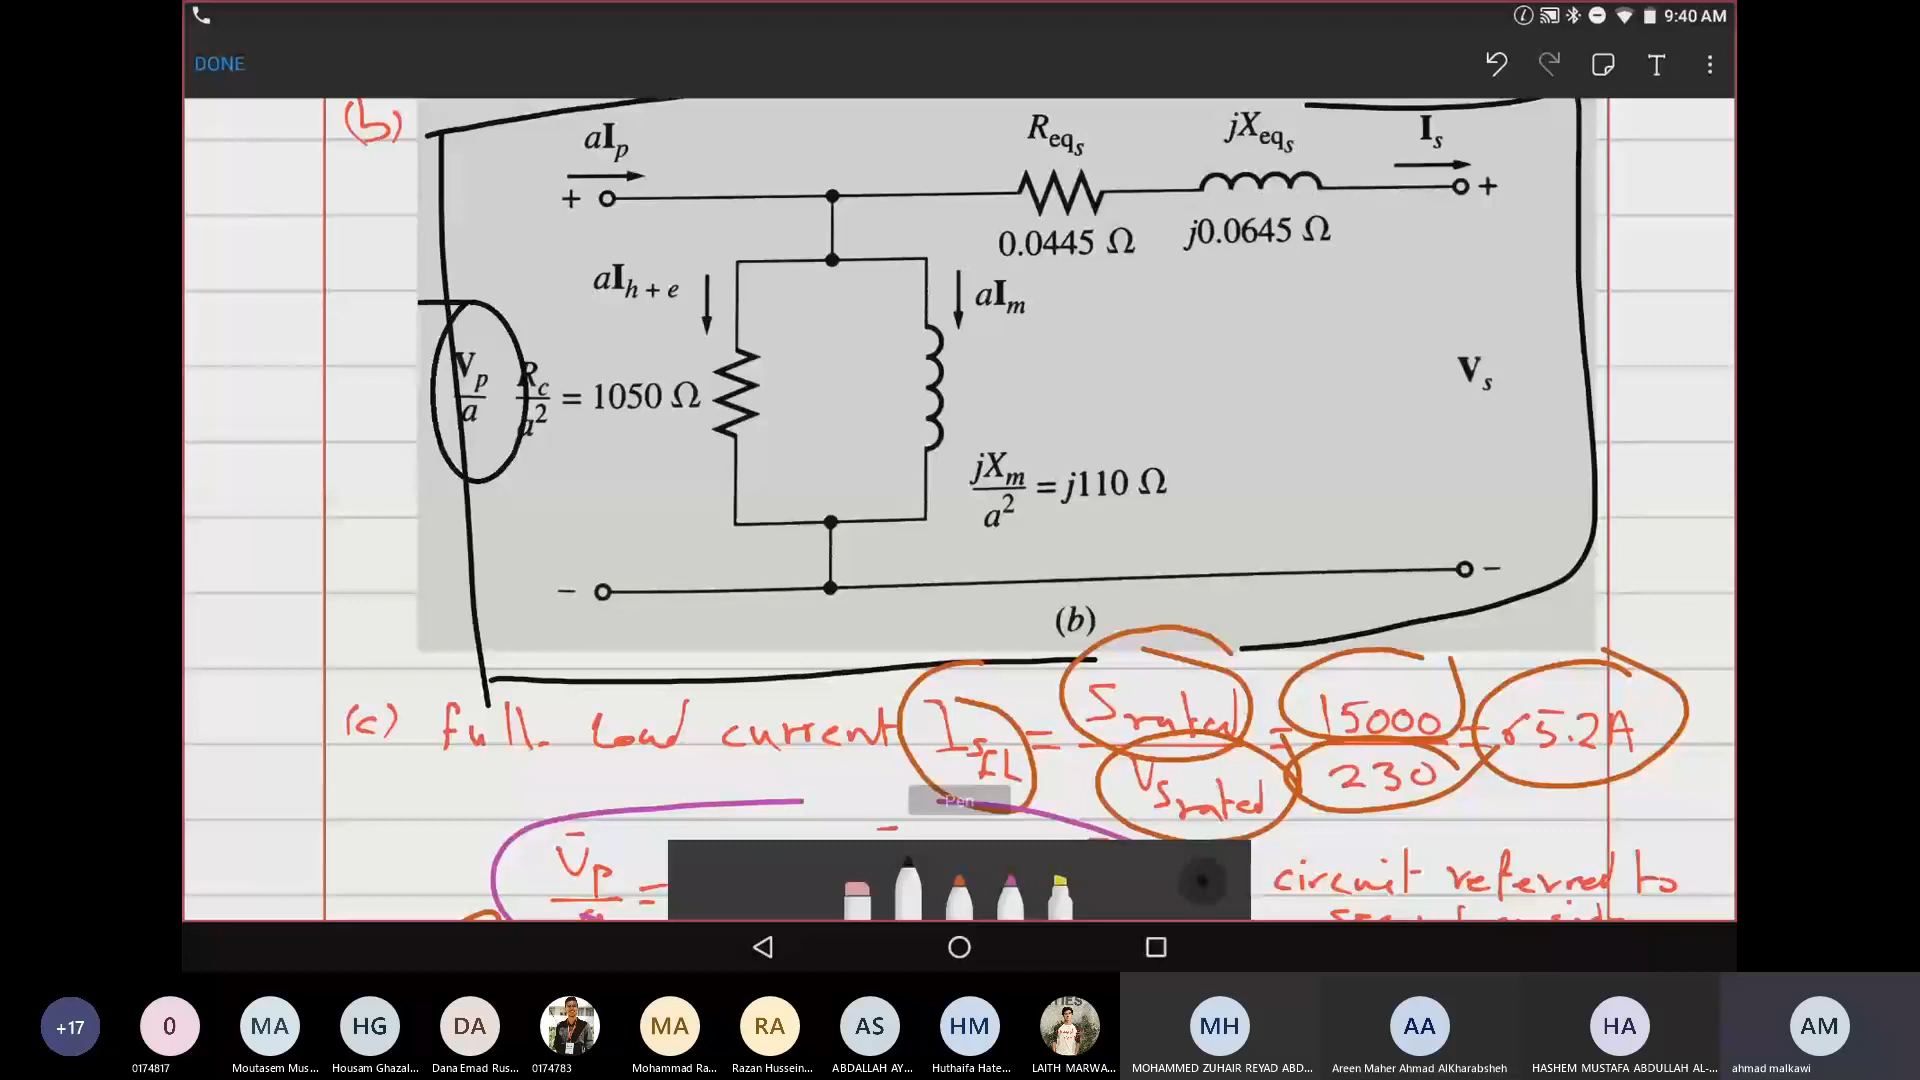 9:40 AM
DONE
(b)
aIp
Reqs
jXeqs
Is
+
+
0.0445 Ω
j0.0645 Ω
aIh + e
aIm
Vp/a
Rc/a² = 1050 Ω
Vs
jXm/a² = j110 Ω
−
−
(b)
(c) full-load current IsFL = Srated/Vsrated = 15000/230 = 65.2A
Pen
V̄p
=
circuit referred to
+17
0
MA
HG
DA
MA
RA
AS
HM
MH
AA
HA
AM
0174817
Moutasem Mus...
Housam Ghazal...
Dana Emad Rus...
0174783
Mohammad Ra...
Razan Hussein...
ABDALLAH AY...
Huthaifa Hate...
LAITH MARWA...
MOHAMMED ZUHAIR REYAD ABD...
Areen Maher Ahmad AlKharabsheh
HASHEM MUSTAFA ABDULLAH AL-...
ahmad malkawi